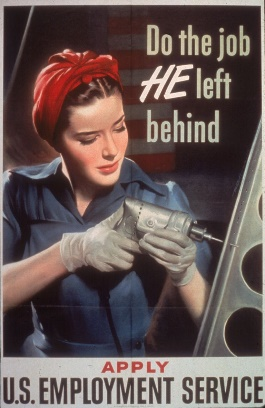 Do the job
HE left
behind
APPLY
U.S. EMPLOYMENT SERVICE